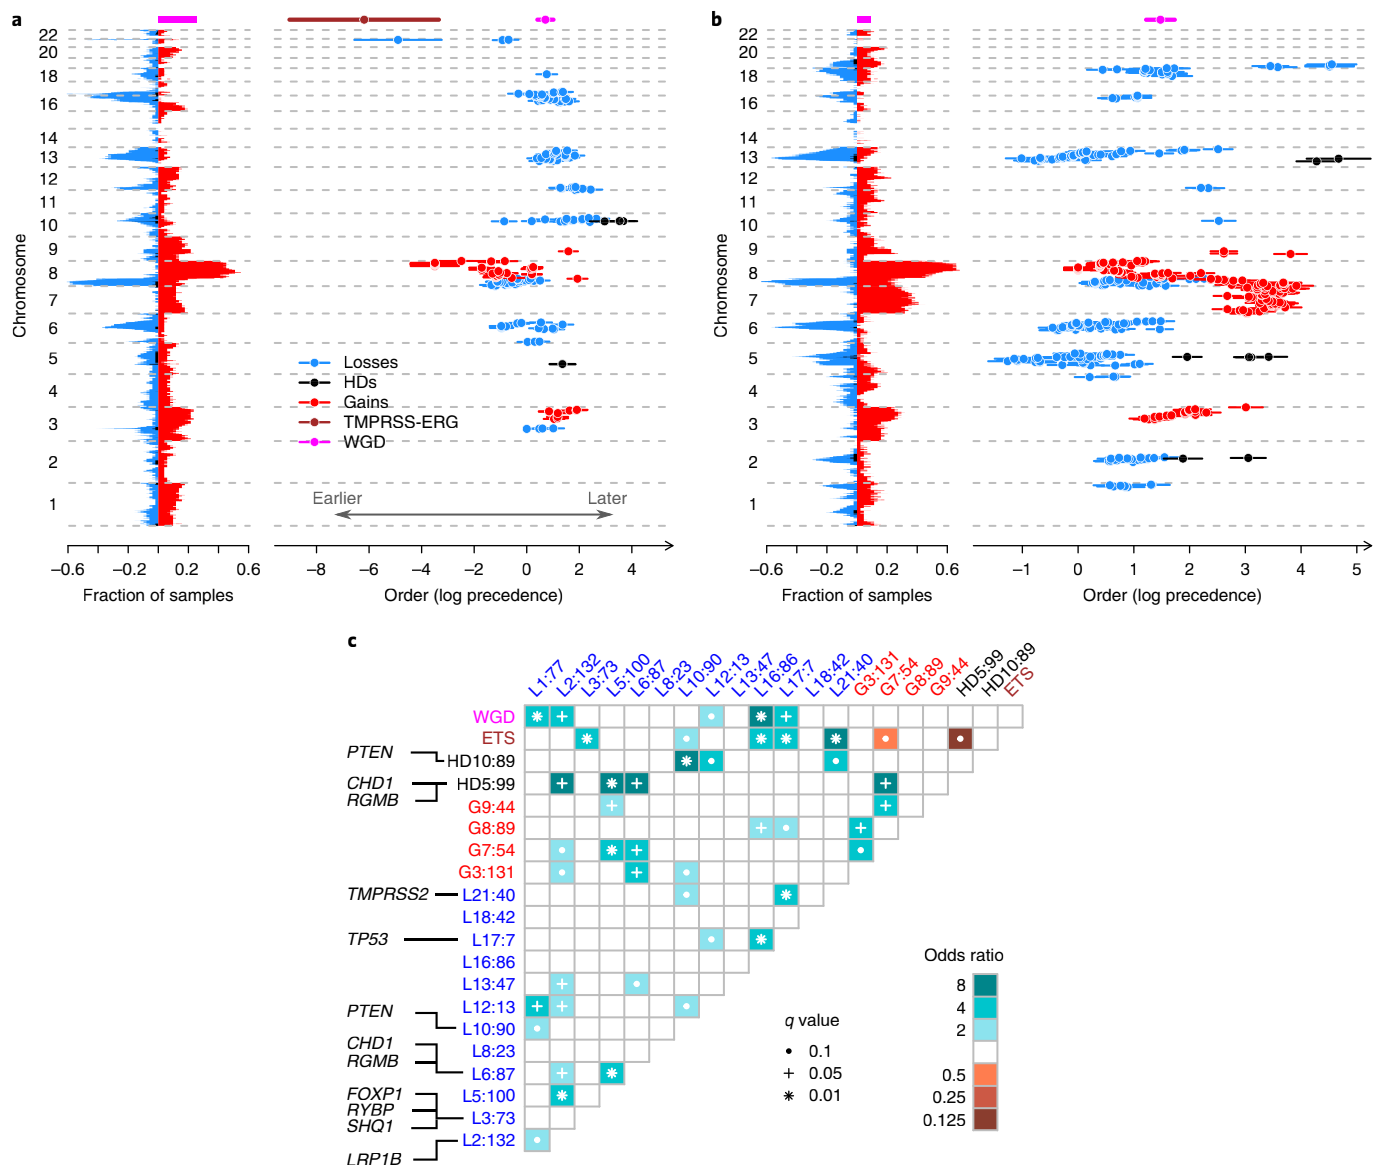 a
b
22
20
18
16
14
13
12
11
10
9
8
7
6
5
4
3
2
1
Chromosome
Losses
HDs
Gains
TMPRSS-ERG
WGD
Earlier
Later
−0.6
−0.2
0.2
0.6
Fraction of samples
−8
−6
−4
−2
0
2
4
Order (log precedence)
22
20
18
16
14
13
12
11
10
9
8
7
6
5
4
3
2
1
Chromosome
−0.6
−0.2
0.2
0.6
Fraction of samples
−1
0
1
2
3
4
5
Order (log precedence)
c
L1:77
L2:132
L3:73
L5:100
L6:87
L8:23
L10:90
L12:13
L13:47
L16:86
L17:7
L18:42
L21:40
G3:131
G7:54
G8:89
G9:44
HD5:99
HD10:89
ETS
WGD
ETS
PTEN
HD10:89
CHD1
HD5:99
RGMB
G9:44
G8:89
G7:54
G3:131
TMPRSS2
L21:40
L18:42
TP53
L17:7
L16:86
L13:47
PTEN
L12:13
L10:90
CHD1
L8:23
RGMB
L6:87
FOXP1
L5:100
RYBP
L3:73
SHQ1
L2:132
LRP1B
q value
0.1
0.05
0.01
Odds ratio
8
4
2
0.5
0.25
0.125